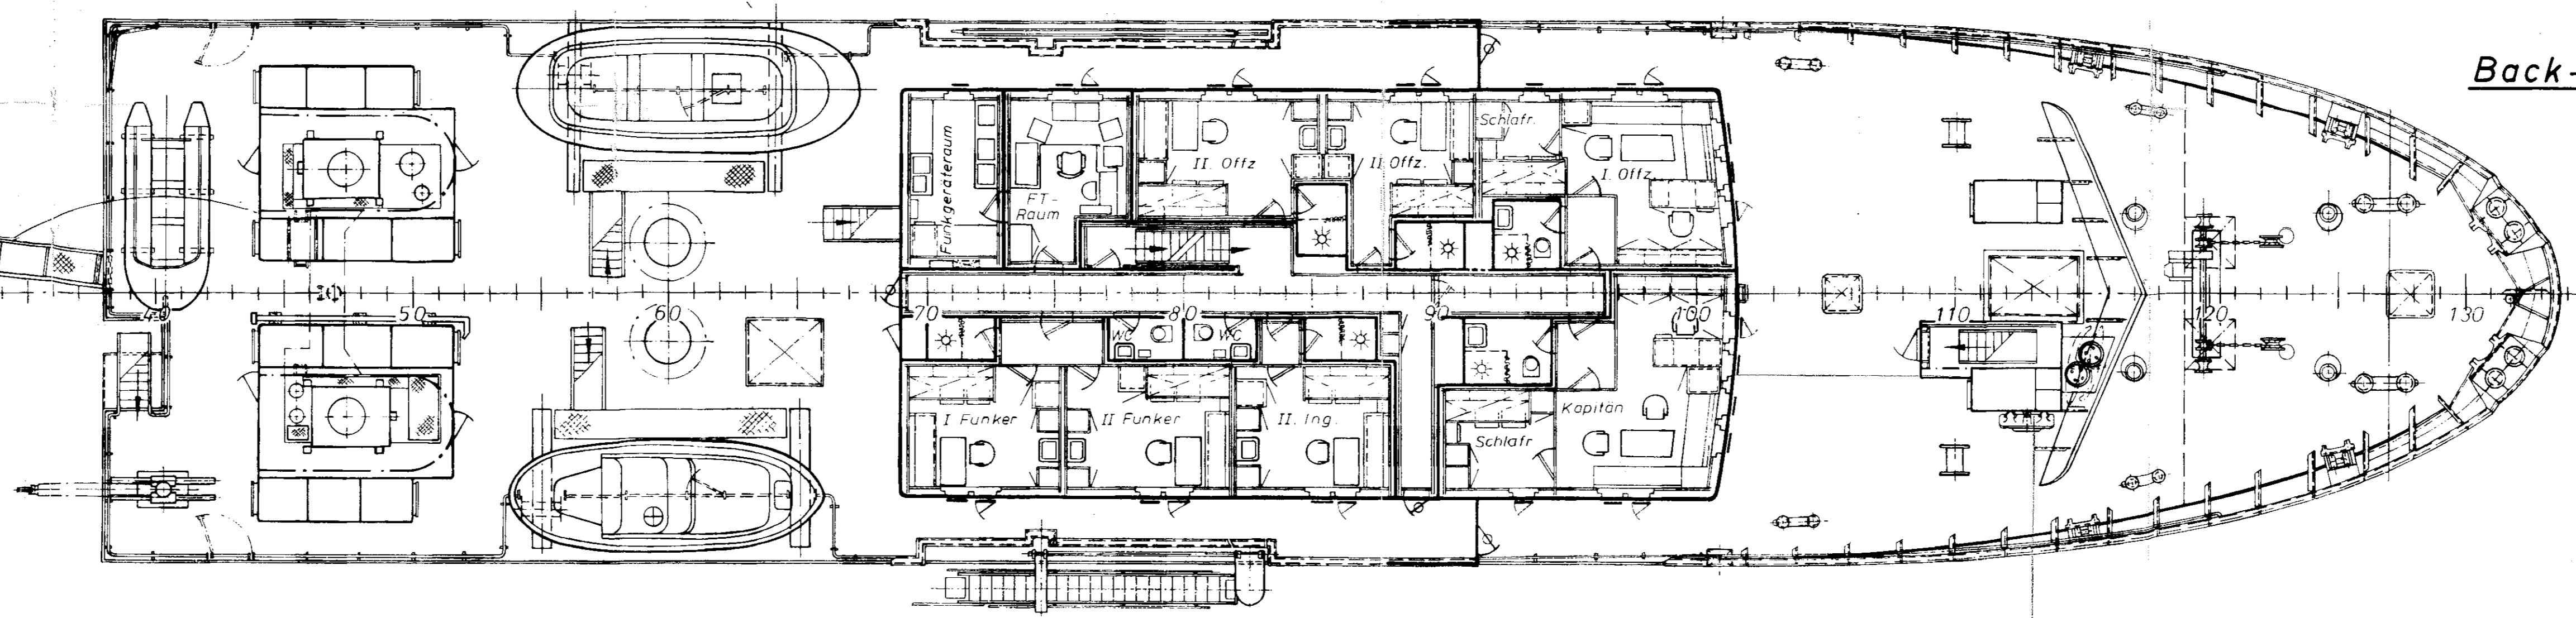 Back-
Schlafr.
II. Offz
II Offz.
I. Offz.
Funkgeräteraum
FT-
Raum
40
50
60
70
80
90
100
110
120
130
WC
WC
I Funker
II Funker
II. Ing.
Kapitän
Schlafr